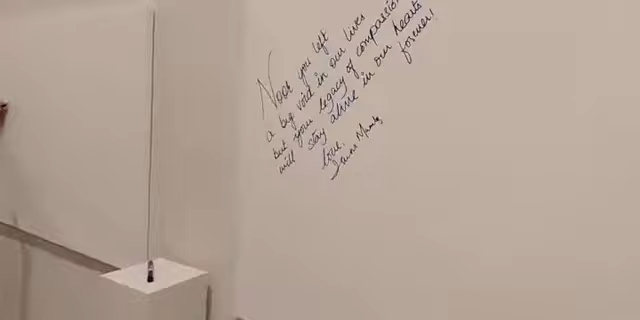 Noor you left
a big void in our lives
but your legacy of compassion
will stay alive in our hearts
forever!
love,